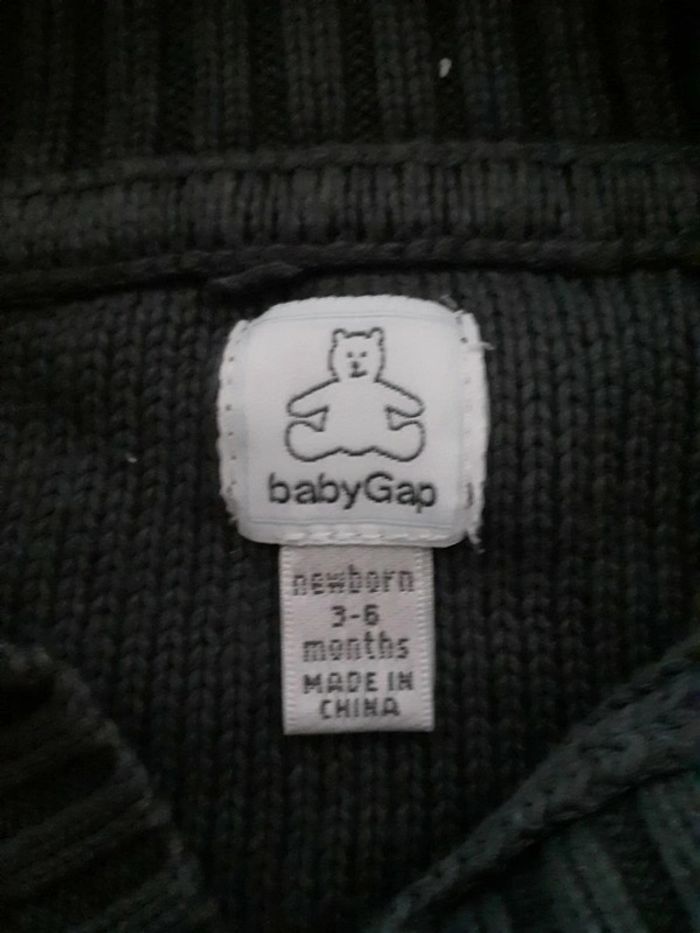 babyGap
newborn
3-6
months
MADE IN
CHINA